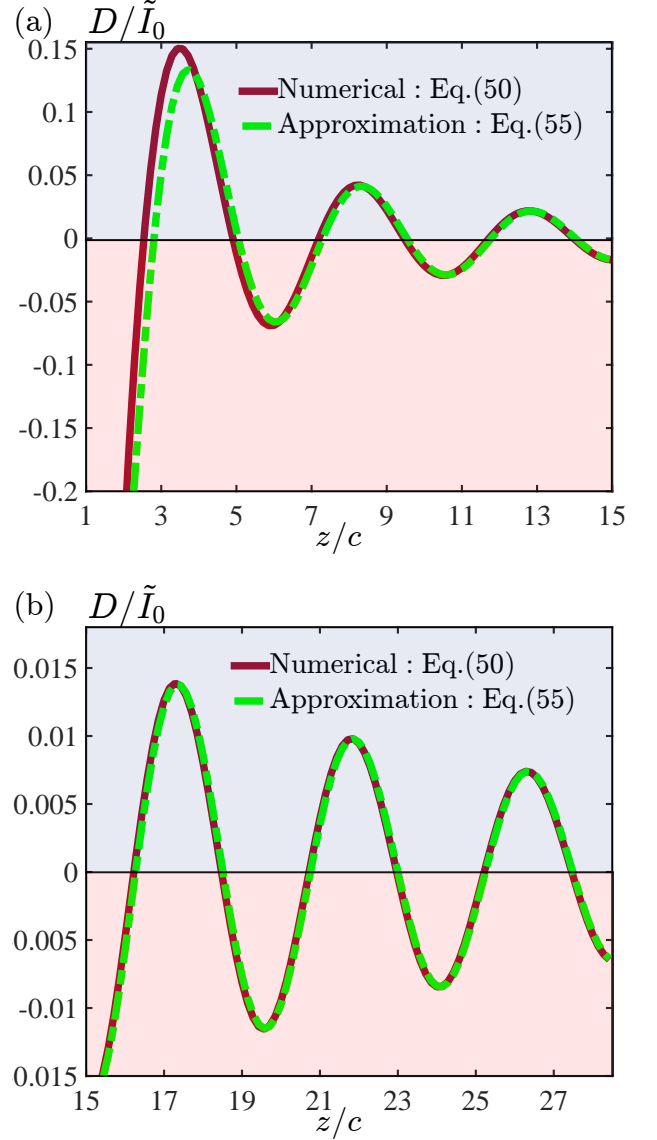 (a) D/Ĩ₀
0.15
Numerical : Eq.(50)
Approximation : Eq.(55)
0.05
0
-0.05
-0.1
-0.15
-0.2
1 3 5 7 9 11 13 15
z/c
(b) D/Ĩ₀
0.015
Numerical : Eq.(50)
Approximation : Eq.(55)
0.01
0.005
0
0.005
-0.01
0.015
15 17 19 21 23 25 27
z/c